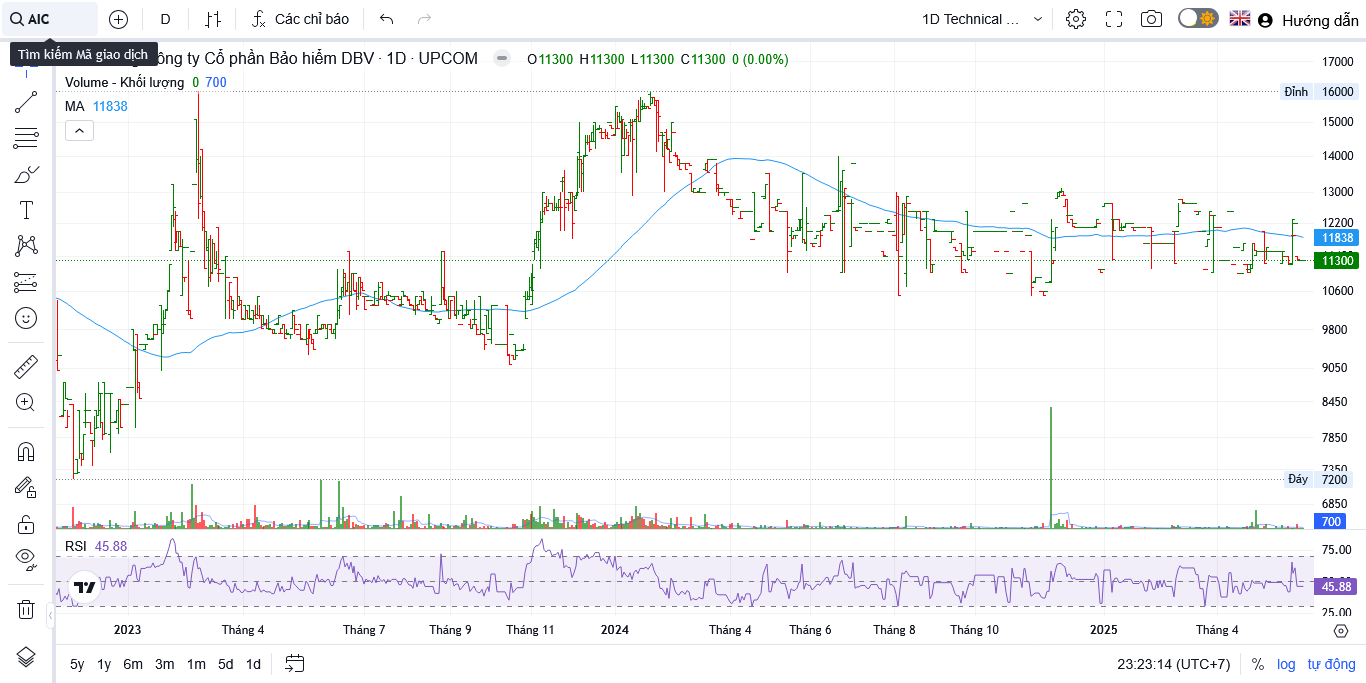 AIC
D
Các chỉ báo
1D Technical ...
Hướng dẫn
Tìm kiếm Mã giao dịch
ông ty Cổ phần Bảo hiểm DBV · 1D · UPCOM
O11300 H11300 L11300 C11300 0 (0.00%)
Volume - Khối lượng 0 700
MA 11838
17000
Đỉnh 16000
15000
14000
13000
12200
11838
11300
10600
9800
9050
8450
7850
7350
Đáy 7200
6850
700
RSI 45.88
75.00
45.88
25.00
2023 Tháng 4 Tháng 7 Tháng 9 Tháng 11 2024 Tháng 4 Tháng 6 Tháng 8 Tháng 10 2025 Tháng 4
5y 1y 6m 3m 1m 5d 1d
23:23:14 (UTC+7) % log tự động